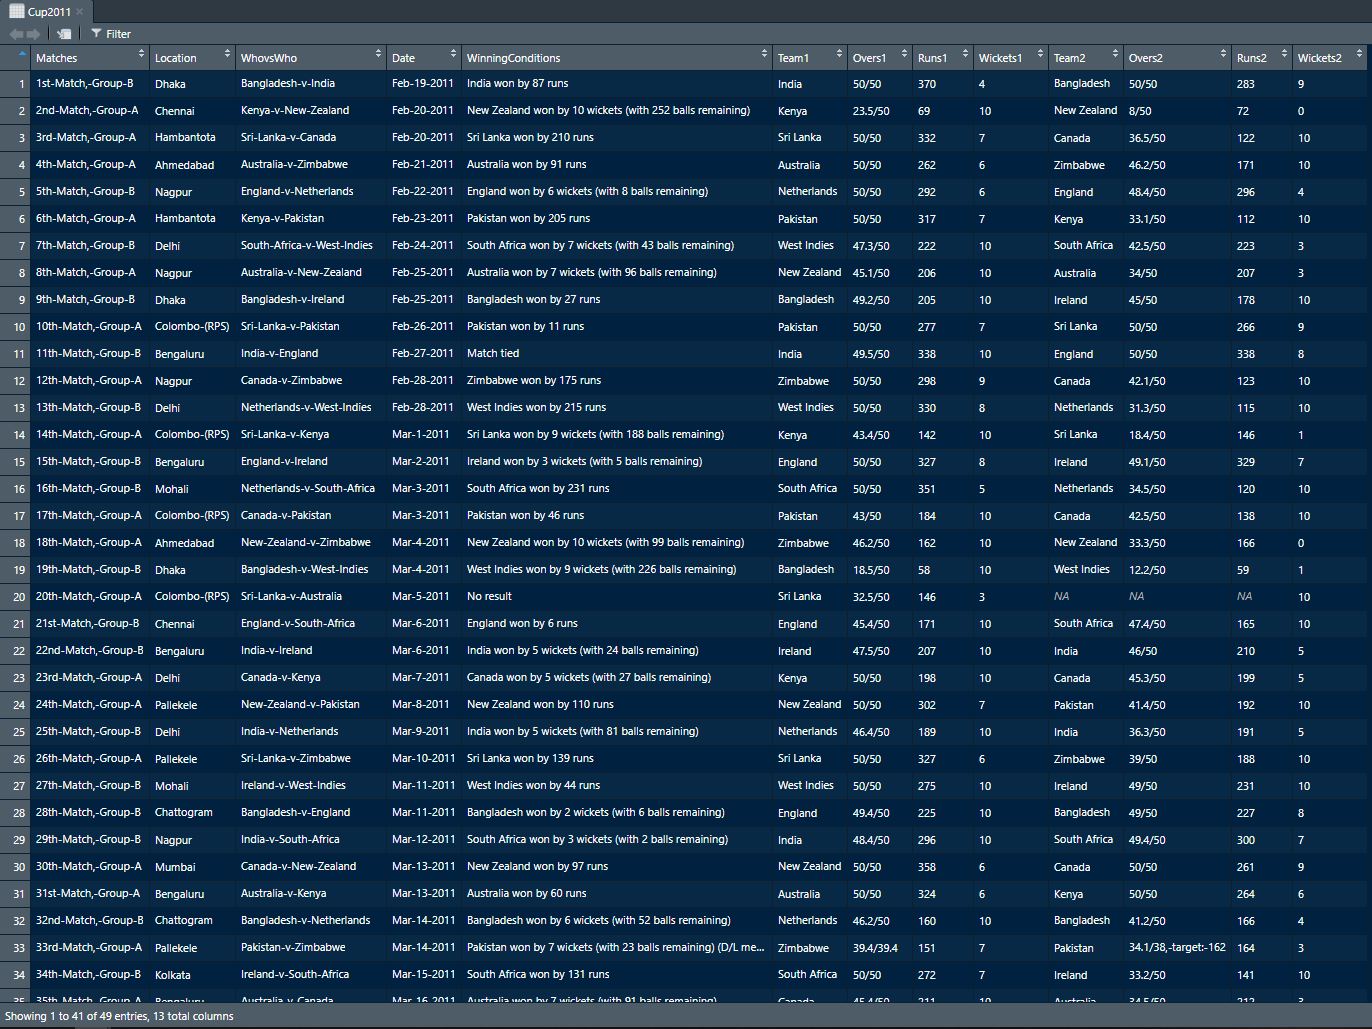 Cup2011
Filter
Matches Location WhovsWho Date WinningConditions Team1 Overs1 Runs1 Wickets1 Team2 Overs2 Runs2 Wickets2
1 1st-Match,-Group-B Dhaka Bangladesh-v-India Feb-19-2011 India won by 87 runs India 50/50 370 4 Bangladesh 50/50 283 9
2 2nd-Match,-Group-A Chennai Kenya-v-New-Zealand Feb-20-2011 New Zealand won by 10 wickets (with 252 balls remaining) Kenya 23.5/50 69 10 New Zealand 8/50 72 0
3 3rd-Match,-Group-A Hambantota Sri-Lanka-v-Canada Feb-20-2011 Sri Lanka won by 210 runs Sri Lanka 50/50 332 7 Canada 36.5/50 122 10
4 4th-Match,-Group-A Ahmedabad Australia-v-Zimbabwe Feb-21-2011 Australia won by 91 runs Australia 50/50 262 6 Zimbabwe 46.2/50 171 10
5 5th-Match,-Group-B Nagpur England-v-Netherlands Feb-22-2011 England won by 6 wickets (with 8 balls remaining) Netherlands 50/50 292 6 England 48.4/50 296 4
6 6th-Match,-Group-A Hambantota Kenya-v-Pakistan Feb-23-2011 Pakistan won by 205 runs Pakistan 50/50 317 7 Kenya 33.1/50 112 10
7 7th-Match,-Group-B Delhi South-Africa-v-West-Indies Feb-24-2011 South Africa won by 7 wickets (with 43 balls remaining) West Indies 47.3/50 222 10 South Africa 42.5/50 223 3
8 8th-Match,-Group-A Nagpur Australia-v-New-Zealand Feb-25-2011 Australia won by 7 wickets (with 96 balls remaining) New Zealand 45.1/50 206 10 Australia 34/50 207 3
9 9th-Match,-Group-B Dhaka Bangladesh-v-Ireland Feb-25-2011 Bangladesh won by 27 runs Bangladesh 49.2/50 205 10 Ireland 45/50 178 10
10 10th-Match,-Group-A Colombo-(RPS) Sri-Lanka-v-Pakistan Feb-26-2011 Pakistan won by 11 runs Pakistan 50/50 277 7 Sri Lanka 50/50 266 9
11 11th-Match,-Group-B Bengaluru India-v-England Feb-27-2011 Match tied India 49.5/50 338 10 England 50/50 338 8
12 12th-Match,-Group-A Nagpur Canada-v-Zimbabwe Feb-28-2011 Zimbabwe won by 175 runs Zimbabwe 50/50 298 9 Canada 42.1/50 123 10
13 13th-Match,-Group-B Delhi Netherlands-v-West-Indies Feb-28-2011 West Indies won by 215 runs West Indies 50/50 330 8 Netherlands 31.3/50 115 10
14 14th-Match,-Group-A Colombo-(RPS) Sri-Lanka-v-Kenya Mar-1-2011 Sri Lanka won by 9 wickets (with 188 balls remaining) Kenya 43.4/50 142 10 Sri Lanka 18.4/50 146 1
15 15th-Match,-Group-B Bengaluru England-v-Ireland Mar-2-2011 Ireland won by 3 wickets (with 5 balls remaining) England 50/50 327 8 Ireland 49.1/50 329 7
16 16th-Match,-Group-B Mohali Netherlands-v-South-Africa Mar-3-2011 South Africa won by 231 runs South Africa 50/50 351 5 Netherlands 34.5/50 120 10
17 17th-Match,-Group-A Colombo-(RPS) Canada-v-Pakistan Mar-3-2011 Pakistan won by 46 runs Pakistan 43/50 184 10 Canada 42.5/50 138 10
18 18th-Match,-Group-A Ahmedabad New-Zealand-v-Zimbabwe Mar-4-2011 New Zealand won by 10 wickets (with 99 balls remaining) Zimbabwe 46.2/50 162 10 New Zealand 33.3/50 166 0
19 19th-Match,-Group-B Dhaka Bangladesh-v-West-Indies Mar-4-2011 West Indies won by 9 wickets (with 226 balls remaining) Bangladesh 18.5/50 58 10 West Indies 12.2/50 59 1
20 20th-Match,-Group-A Colombo-(RPS) Sri-Lanka-v-Australia Mar-5-2011 No result Sri Lanka 32.5/50 146 3 NA NA NA 10
21 21st-Match,-Group-B Chennai England-v-South-Africa Mar-6-2011 England won by 6 runs England 45.4/50 171 10 South Africa 47.4/50 165 10
22 22nd-Match,-Group-B Bengaluru India-v-Ireland Mar-6-2011 India won by 5 wickets (with 24 balls remaining) Ireland 47.5/50 207 10 India 46/50 210 5
23 23rd-Match,-Group-A Delhi Canada-v-Kenya Mar-7-2011 Canada won by 5 wickets (with 27 balls remaining) Kenya 50/50 198 10 Canada 45.3/50 199 5
24 24th-Match,-Group-A Pallekele New-Zealand-v-Pakistan Mar-8-2011 New Zealand won by 110 runs New Zealand 50/50 302 7 Pakistan 41.4/50 192 10
25 25th-Match,-Group-B Delhi India-v-Netherlands Mar-9-2011 India won by 5 wickets (with 81 balls remaining) Netherlands 46.4/50 189 10 India 36.3/50 191 5
26 26th-Match,-Group-A Pallekele Sri-Lanka-v-Zimbabwe Mar-10-2011 Sri Lanka won by 139 runs Sri Lanka 50/50 327 6 Zimbabwe 39/50 188 10
27 27th-Match,-Group-B Mohali Ireland-v-West-Indies Mar-11-2011 West Indies won by 44 runs West Indies 50/50 275 10 Ireland 49/50 231 10
28 28th-Match,-Group-B Chattogram Bangladesh-v-England Mar-11-2011 Bangladesh won by 2 wickets (with 6 balls remaining) England 49.4/50 225 10 Bangladesh 49/50 227 8
29 29th-Match,-Group-B Nagpur India-v-South-Africa Mar-12-2011 South Africa won by 3 wickets (with 2 balls remaining) India 48.4/50 296 10 South Africa 49.4/50 300 7
30 30th-Match,-Group-A Mumbai Canada-v-New-Zealand Mar-13-2011 New Zealand won by 97 runs New Zealand 50/50 358 6 Canada 50/50 261 9
31 31st-Match,-Group-A Bengaluru Australia-v-Kenya Mar-13-2011 Australia won by 60 runs Australia 50/50 324 6 Kenya 50/50 264 6
32 32nd-Match,-Group-B Chattogram Bangladesh-v-Netherlands Mar-14-2011 Bangladesh won by 6 wickets (with 52 balls remaining) Netherlands 46.2/50 160 10 Bangladesh 41.2/50 166 4
33 33rd-Match,-Group-A Pallekele Pakistan-v-Zimbabwe Mar-14-2011 Pakistan won by 7 wickets (with 23 balls remaining) (D/L me... Zimbabwe 39.4/39.4 151 7 Pakistan 34.1/38,-target:-162 164 3
34 34th-Match,-Group-B Kolkata Ireland-v-South-Africa Mar-15-2011 South Africa won by 131 runs South Africa 50/50 272 7 Ireland 33.2/50 141 10
35 35th-Match,-Group-A Bengaluru Australia-v-Canada Mar-16-2011 Australia won by 7 wickets (with 91 balls remaining) Canada 45.4/50 211 10 Australia 34.5/50 212 3
Showing 1 to 41 of 49 entries, 13 total columns